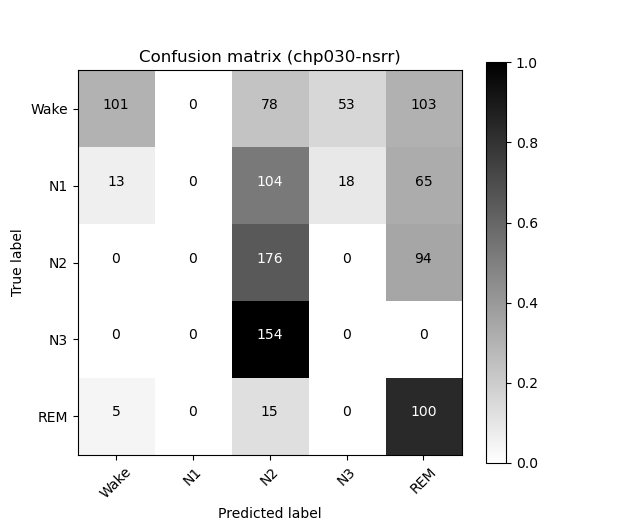 Confusion matrix (chp030-nsrr)
Wake 101 0 78 53 103
N1 13 0 104 18 65
N2 0 0 176 0 94
N3 0 0 154 0 0
REM 5 0 15 0 100
Wake N1 N2 N3 REM
Predicted label
True label
1.0
0.8
0.6
0.4
0.2
0.0